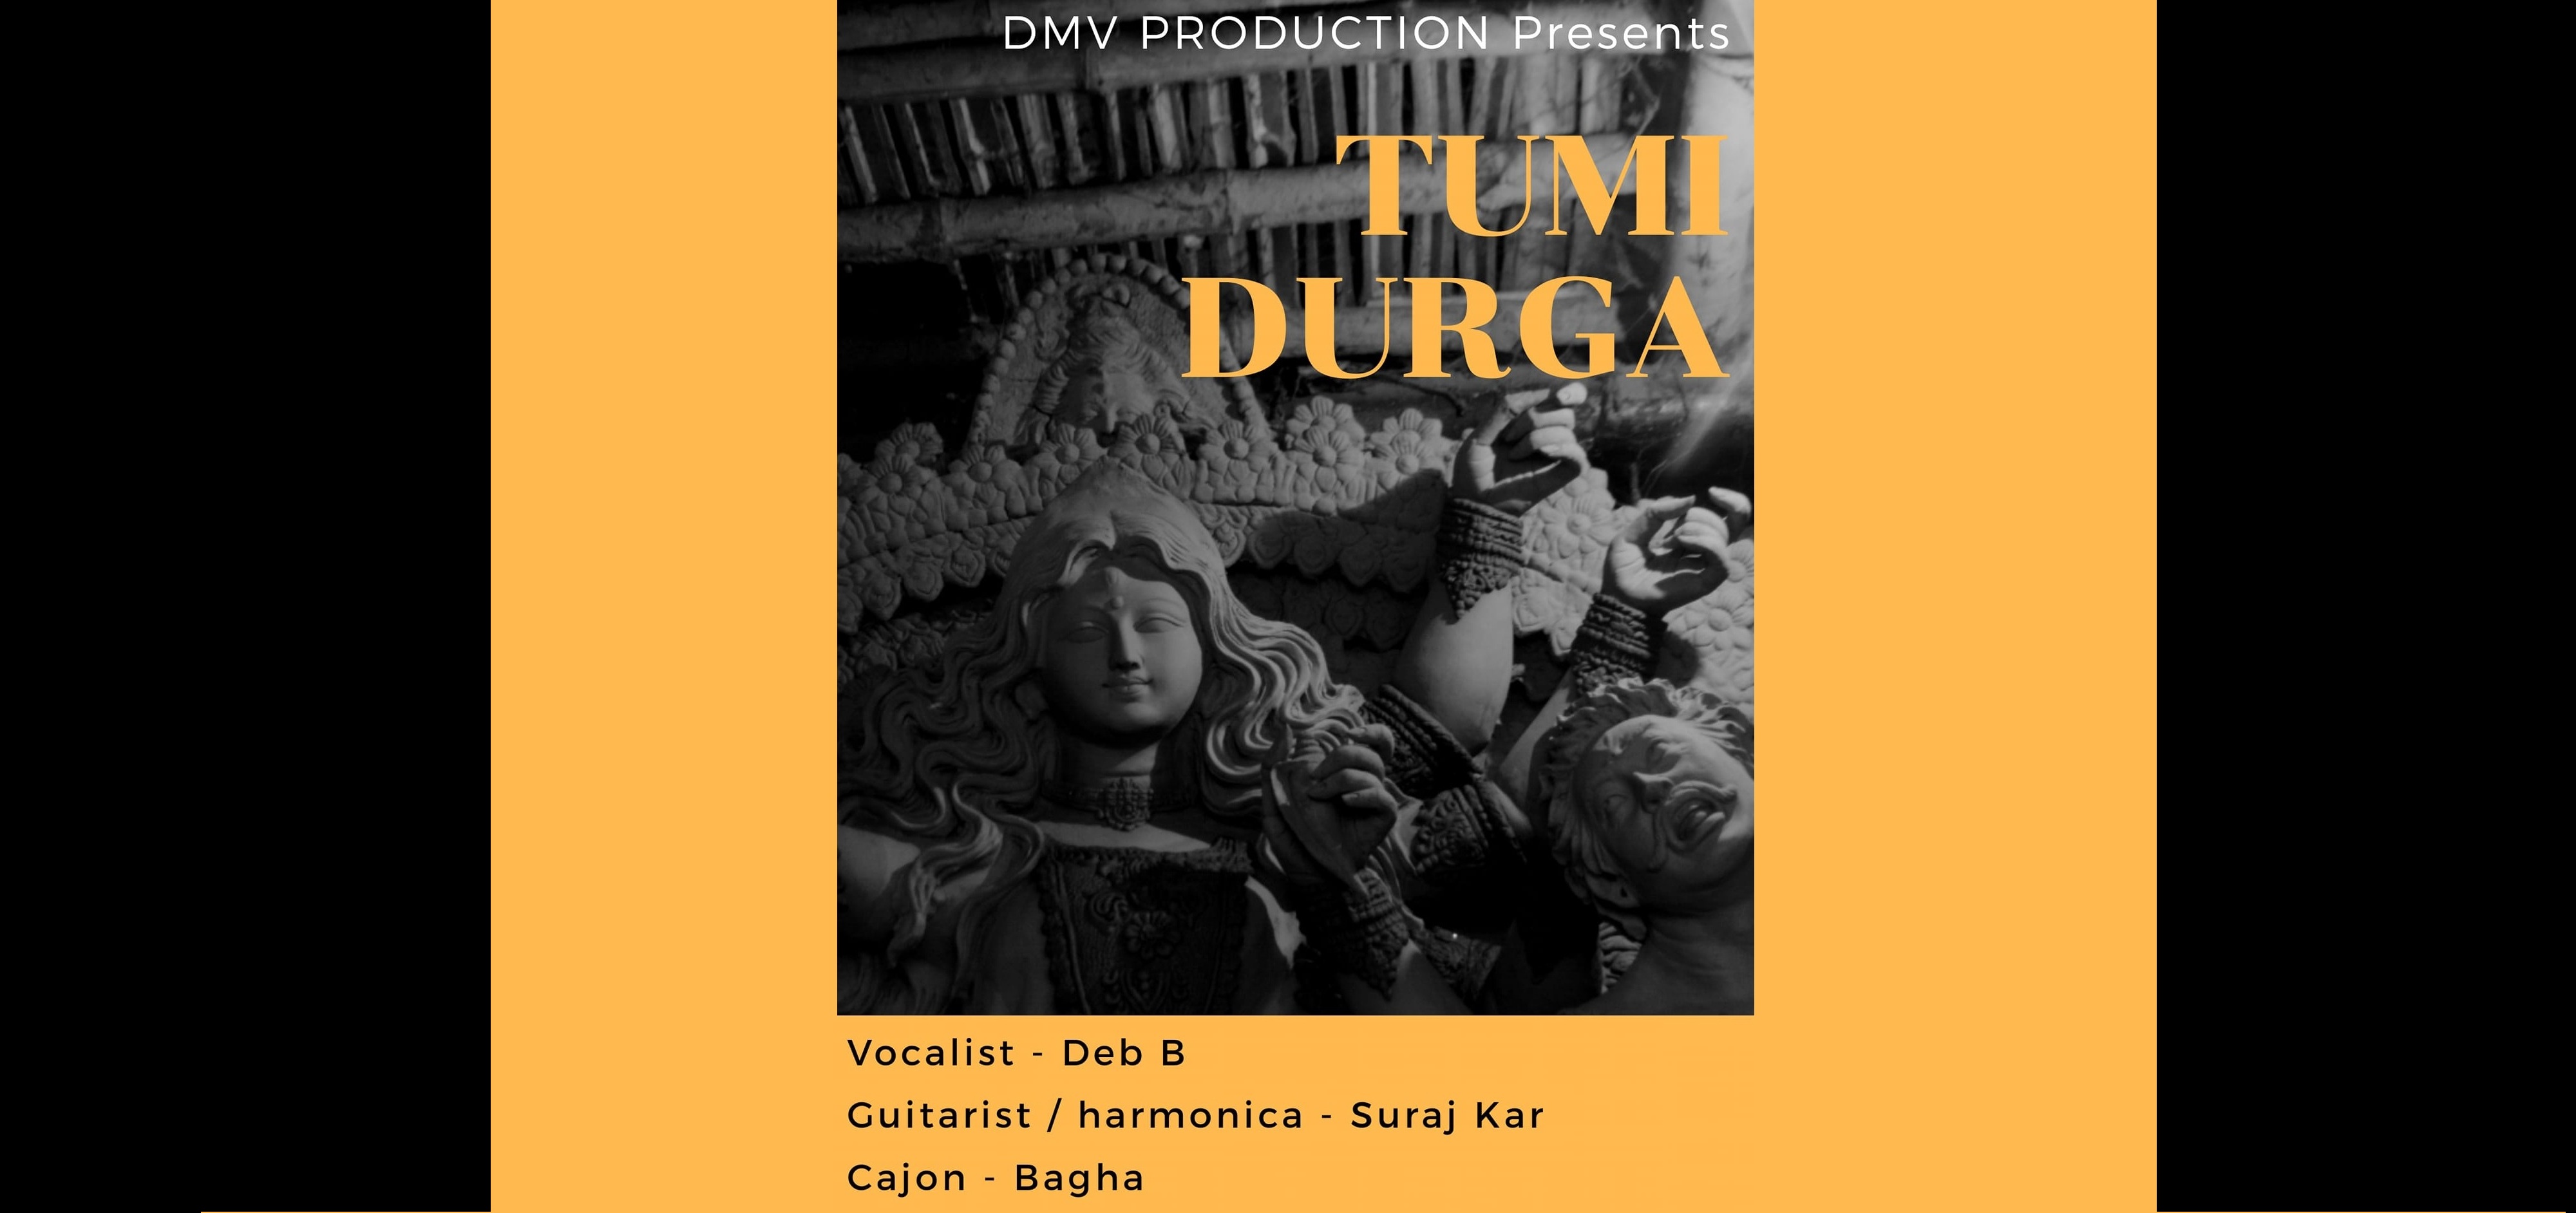 DMV PRODUCTION Presents
TUMI
DURGA
Vocalist - Deb B
Guitarist / harmonica - Suraj Kar
Cajon - Bagha